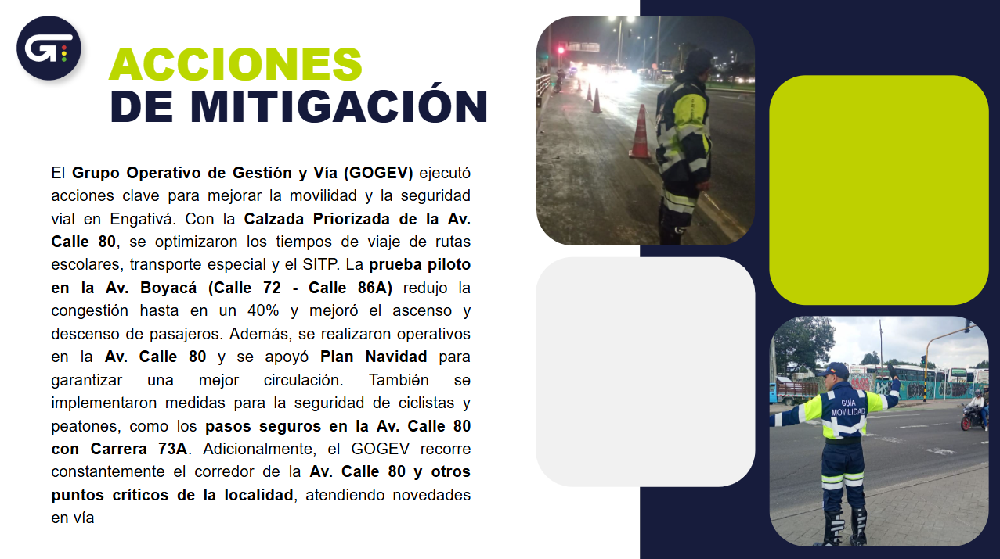 ACCIONES
DE MITIGACIÓN
El Grupo Operativo de Gestión y Vía (GOGEV) ejecutó
acciones clave para mejorar la movilidad y la seguridad
vial en Engativá. Con la Calzada Priorizada de la Av.
Calle 80, se optimizaron los tiempos de viaje de rutas
escolares, transporte especial y el SITP. La prueba piloto
en la Av. Boyacá (Calle 72 - Calle 86A) redujo la
congestión hasta en un 40% y mejoró el ascenso y
descenso de pasajeros. Además, se realizaron operativos
en la Av. Calle 80 y se apoyó Plan Navidad para
garantizar una mejor circulación. También se
implementaron medidas para la seguridad de ciclistas y
peatones, como los pasos seguros en la Av. Calle 80
con Carrera 73A. Adicionalmente, el GOGEV recorre
constantemente el corredor de la Av. Calle 80 y otros
puntos críticos de la localidad, atendiendo novedades
en vía
GUÍA
MOVILIDAD